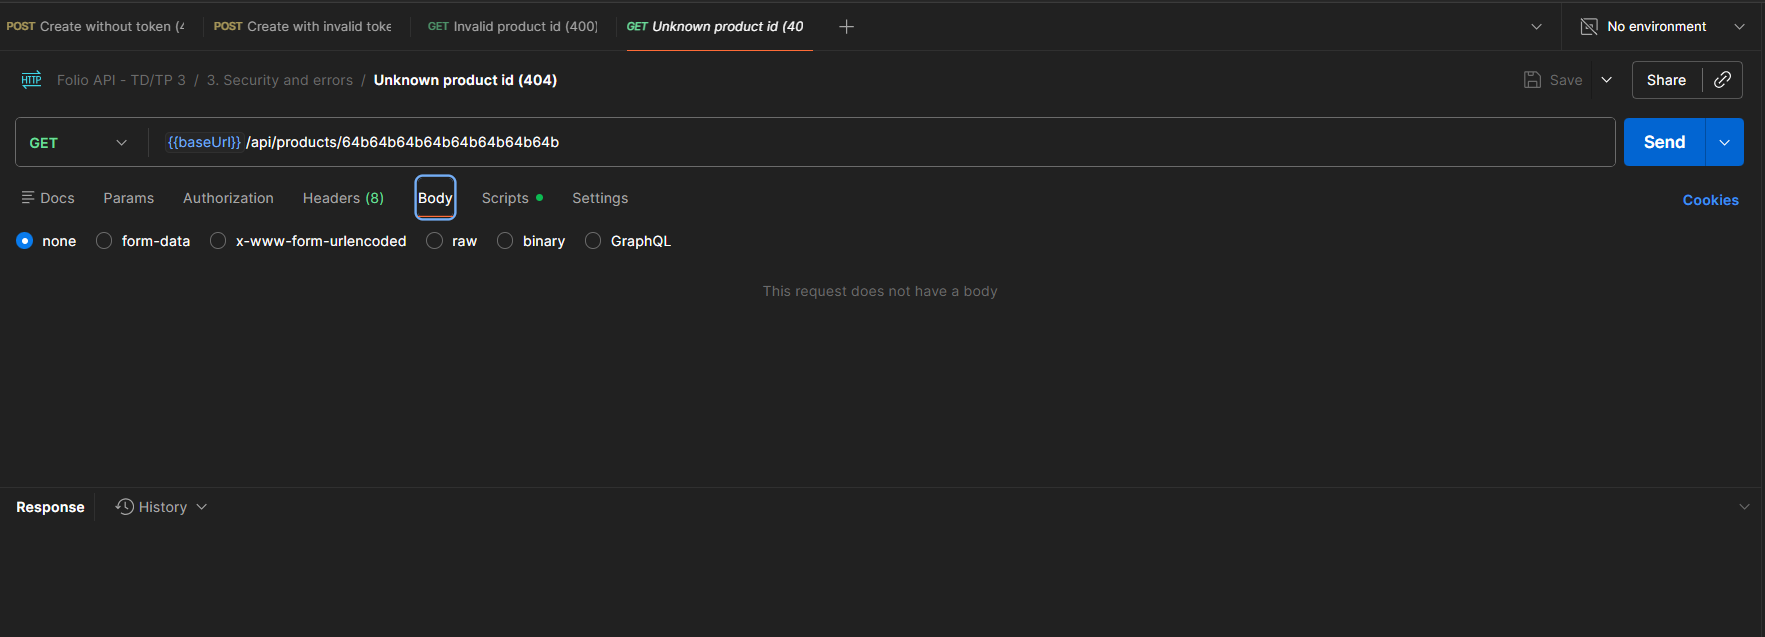 POST Create without token (4 POST Create with invalid toke GET Invalid product id (400) GET Unknown product id (40 No environment
HTTP Folio API - TD/TP 3 / 3. Security and errors / Unknown product id (404) Save Share
GET {{baseUrl}} /api/products/64b64b64b64b64b64b64b64b Send
Docs Params Authorization Headers (8) Body Scripts Settings Cookies
none form-data x-www-form-urlencoded raw binary GraphQL
This request does not have a body
Response History